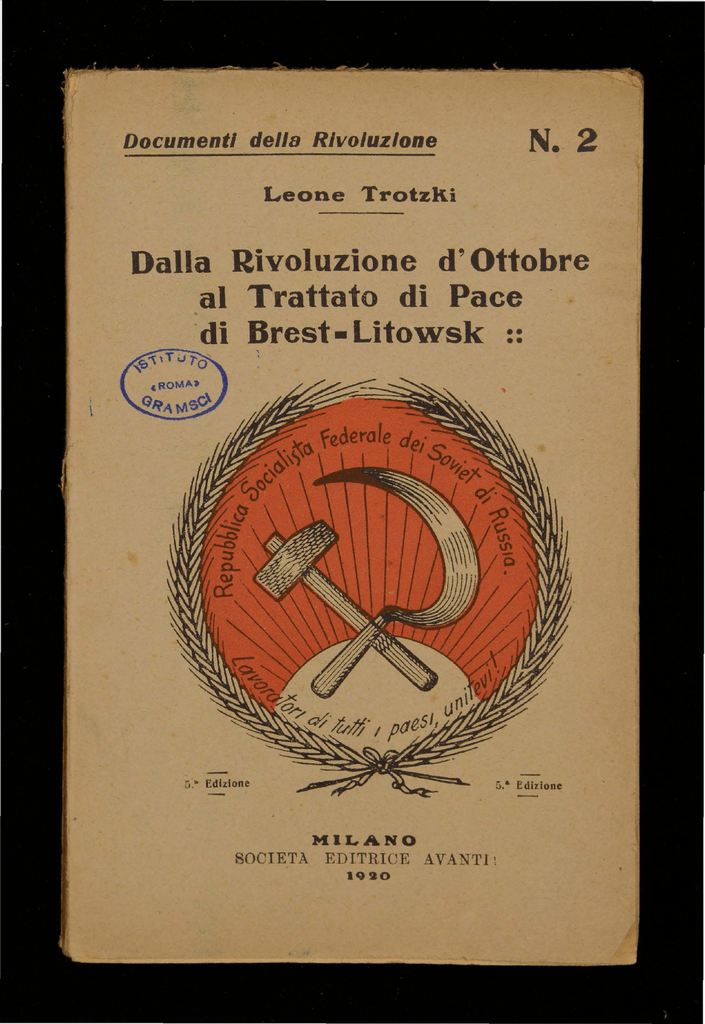 Documenti della Rivoluzione N. 2
Leone Trotzki
Dalla Rivoluzione d'Ottobre
al Trattato di Pace
di Brest-Litowsk ::
ISTITUTO
«ROMA»
GRAMSCI
Repubblica Socialista Federale dei Soviet di Russia.
Lavoratori di tutti i paesi, unitevi!
5.ª Edizione 5.ª Edizione
MILANO
SOCIETÀ EDITRICE AVANTI!
1920